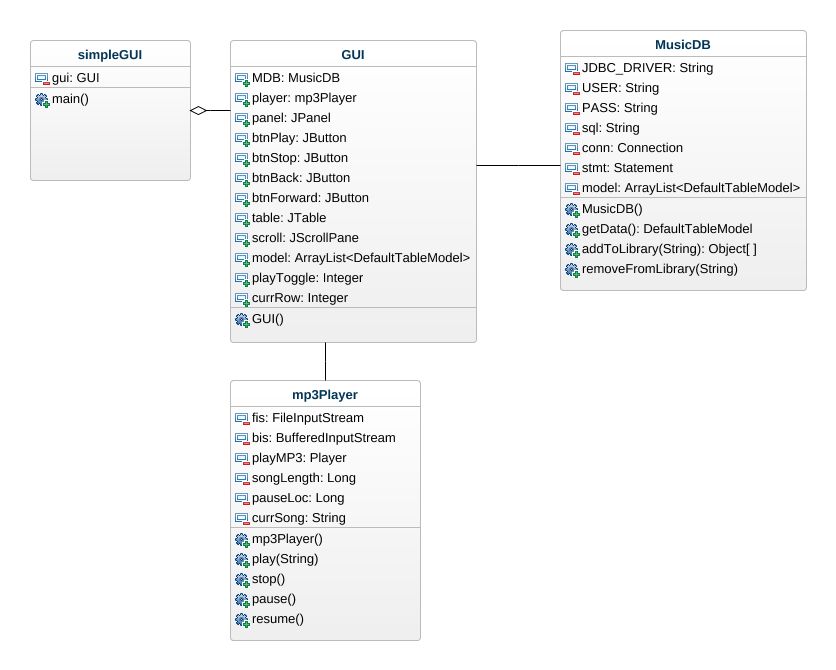 simpleGUI
gui: GUI
main()
GUI
MDB: MusicDB
player: mp3Player
panel: JPanel
btnPlay: JButton
btnStop: JButton
btnBack: JButton
btnForward: JButton
table: JTable
scroll: JScrollPane
model: ArrayList<DefaultTableModel>
playToggle: Integer
currRow: Integer
GUI()
MusicDB
JDBC_DRIVER: String
USER: String
PASS: String
sql: String
conn: Connection
stmt: Statement
model: ArrayList<DefaultTableModel>
MusicDB()
getData(): DefaultTableModel
addToLibrary(String): Object[ ]
removeFromLibrary(String)
mp3Player
fis: FileInputStream
bis: BufferedInputStream
playMP3: Player
songLength: Long
pauseLoc: Long
currSong: String
mp3Player()
play(String)
stop()
pause()
resume()